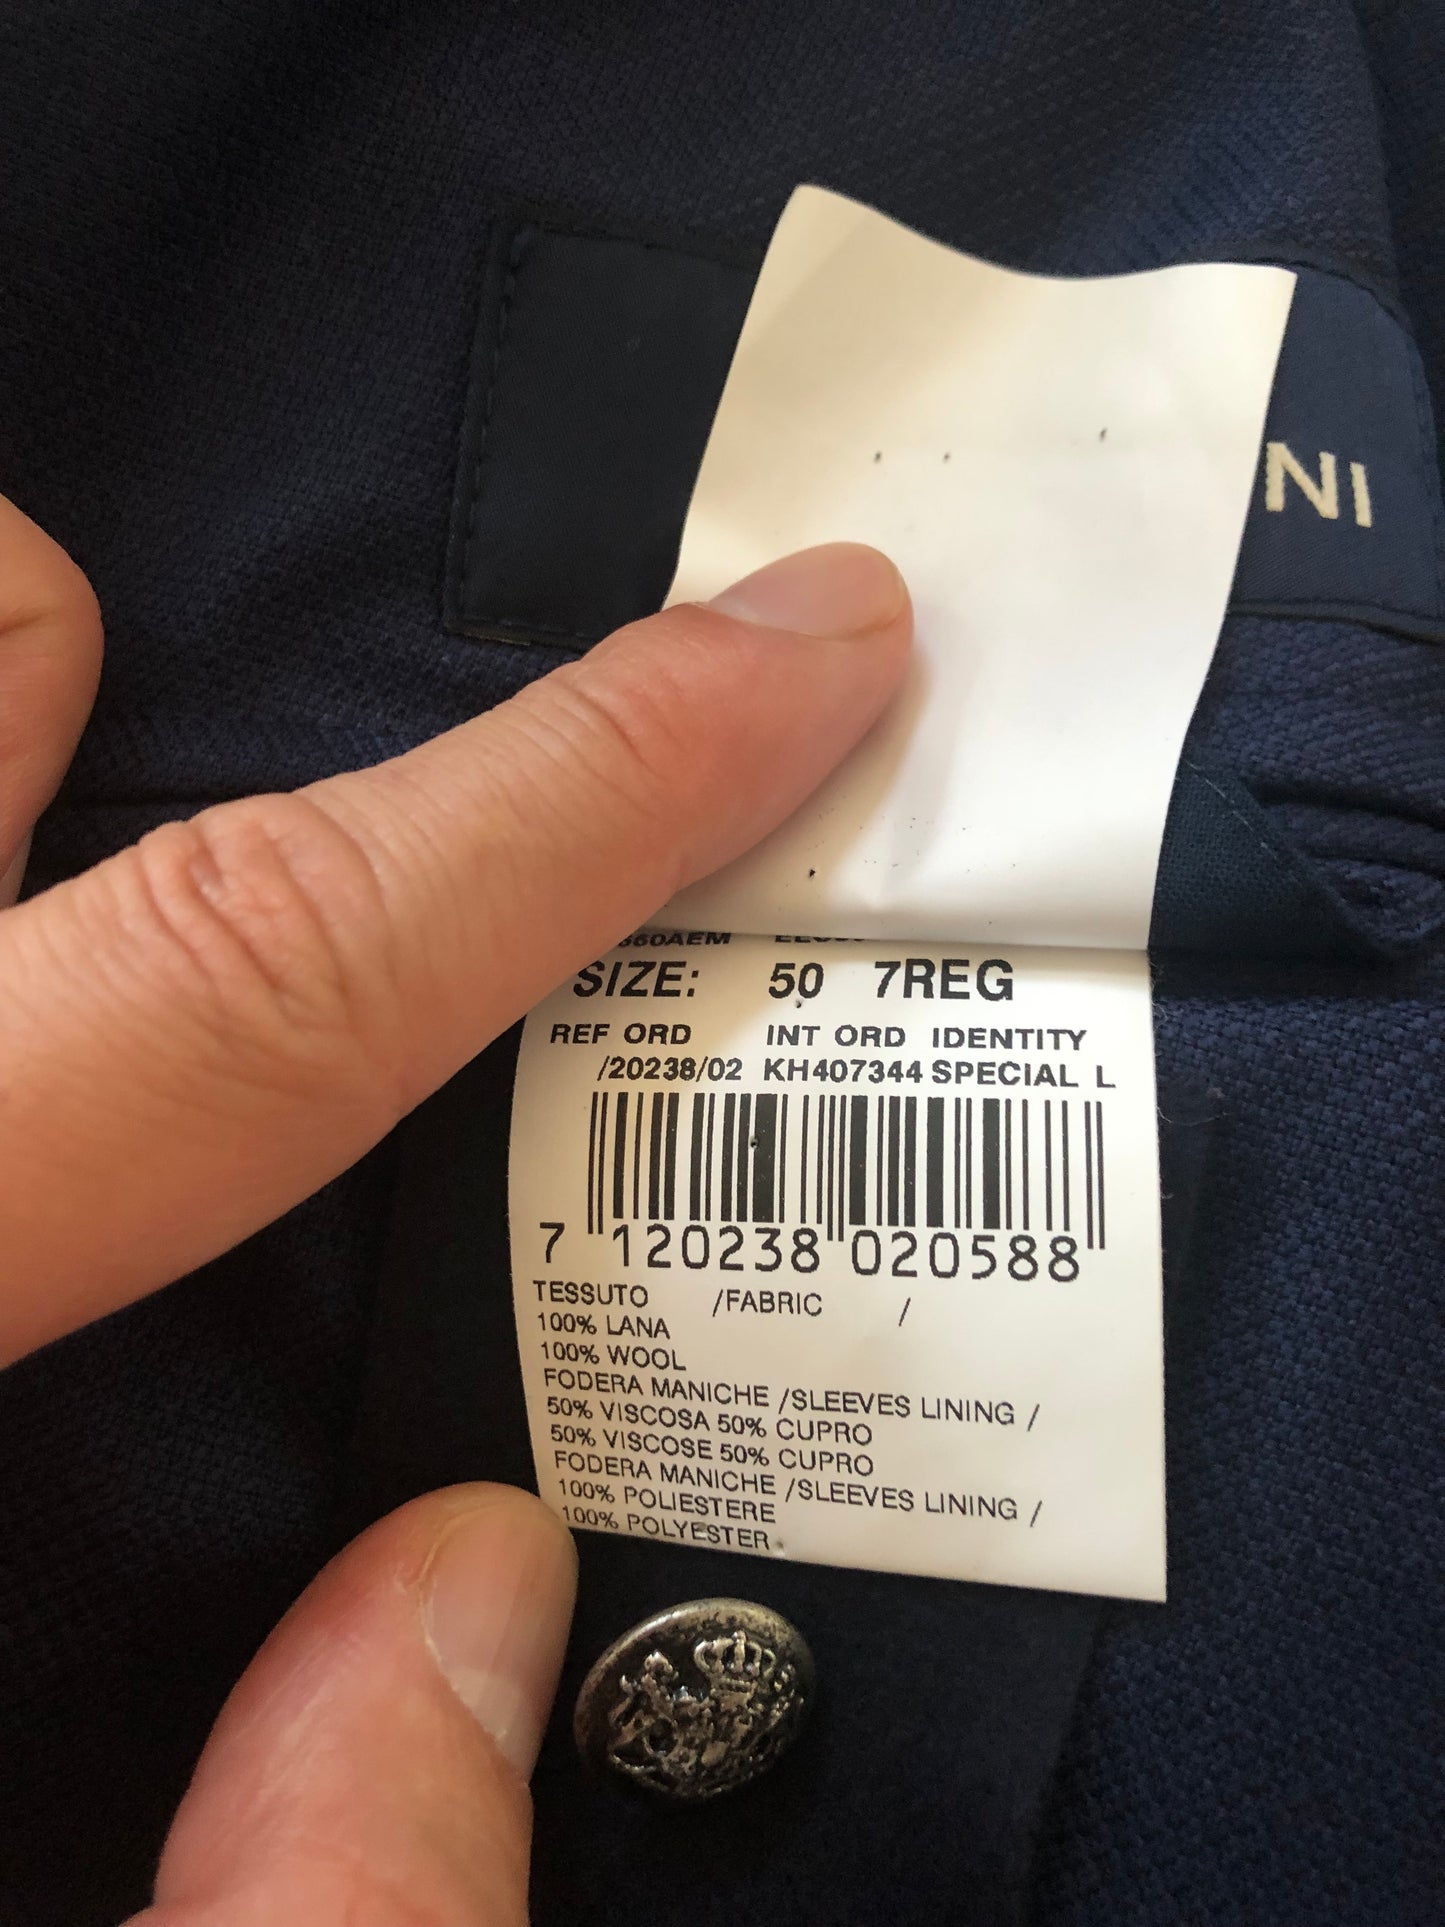 NI
SIZE: 50 7REG
REF ORD INT ORD IDENTITY
/20238/02 KH407344 SPECIAL L
7 120238 020588
TESSUTO /FABRIC /
100% LANA
100% WOOL
FODERA MANICHE /SLEEVES LINING /
50% VISCOSA 50% CUPRO
50% VISCOSE 50% CUPRO
FODERA MANICHE /SLEEVES LINING /
100% POLIESTERE
100% POLYESTER